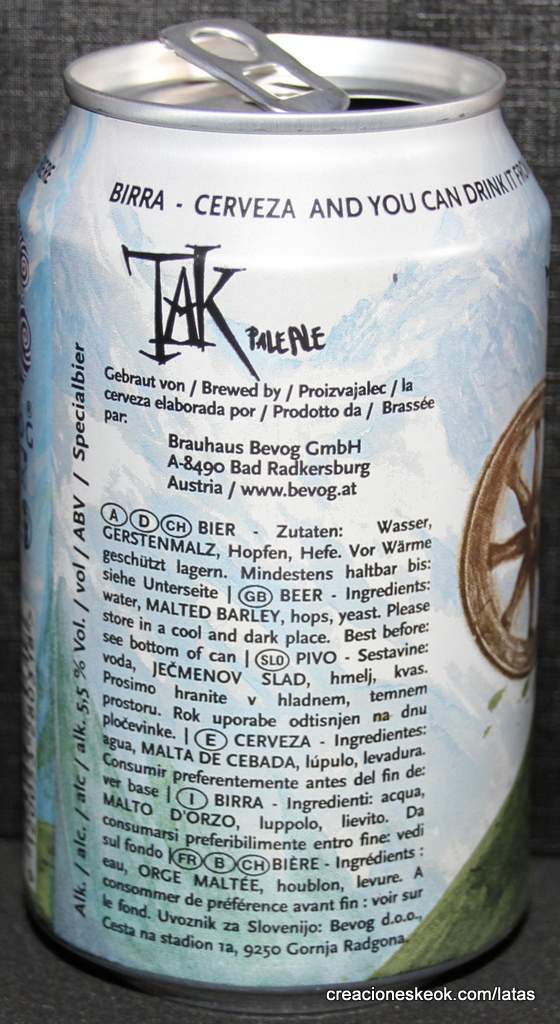 BIRRA - CERVEZA AND YOU CAN DRINK IT
TAK PALE ALE
Gebraut von / Brewed by / Proizvajalec / la
cerveza elaborada por / Prodotto da / Brassée
par:
Brauhaus Bevog GmbH
A-8490 Bad Radkersburg
Austria / www.bevog.at
A D CH BIER - Zutaten: Wasser,
GERSTENMALZ, Hopfen, Hefe. Vor Wärme
geschützt lagern. Mindestens haltbar bis:
siehe Unterseite | GB BEER - Ingredients:
water, MALTED BARLEY, hops, yeast. Please
store in a cool and dark place. Best before:
see bottom of can | SLO PIVO - Sestavine:
voda, JEČMENOV SLAD, hmelj, kvas.
Prosimo hranite v hladnem, temnem
prostoru. Rok uporabe odtisnjen na dnu
pločevinke. | E CERVEZA - Ingredientes:
agua, MALTA DE CEBADA, lúpulo, levadura.
Consumir preferentemente antes del fin de:
ver base | I BIRRA - Ingredienti: acqua,
MALTO D'ORZO, luppolo, lievito. Da
consumarsi preferibilimente entro fine: vedi
sul fondo | FR B CH BIÈRE - Ingrédients :
eau, ORGE MALTÉE, houblon, levure. A
consommer de préférence avant fin : voir sur
le fond. Uvoznik za Slovenijo: Bevog d.o.o.,
Cesta na stadion 1a, 9250 Gornja Radgona.
Alk. / alc. / alc / alk. 5,5 % Vol. / vol / ABV / Specialbier
creacioneskeok.com/latas